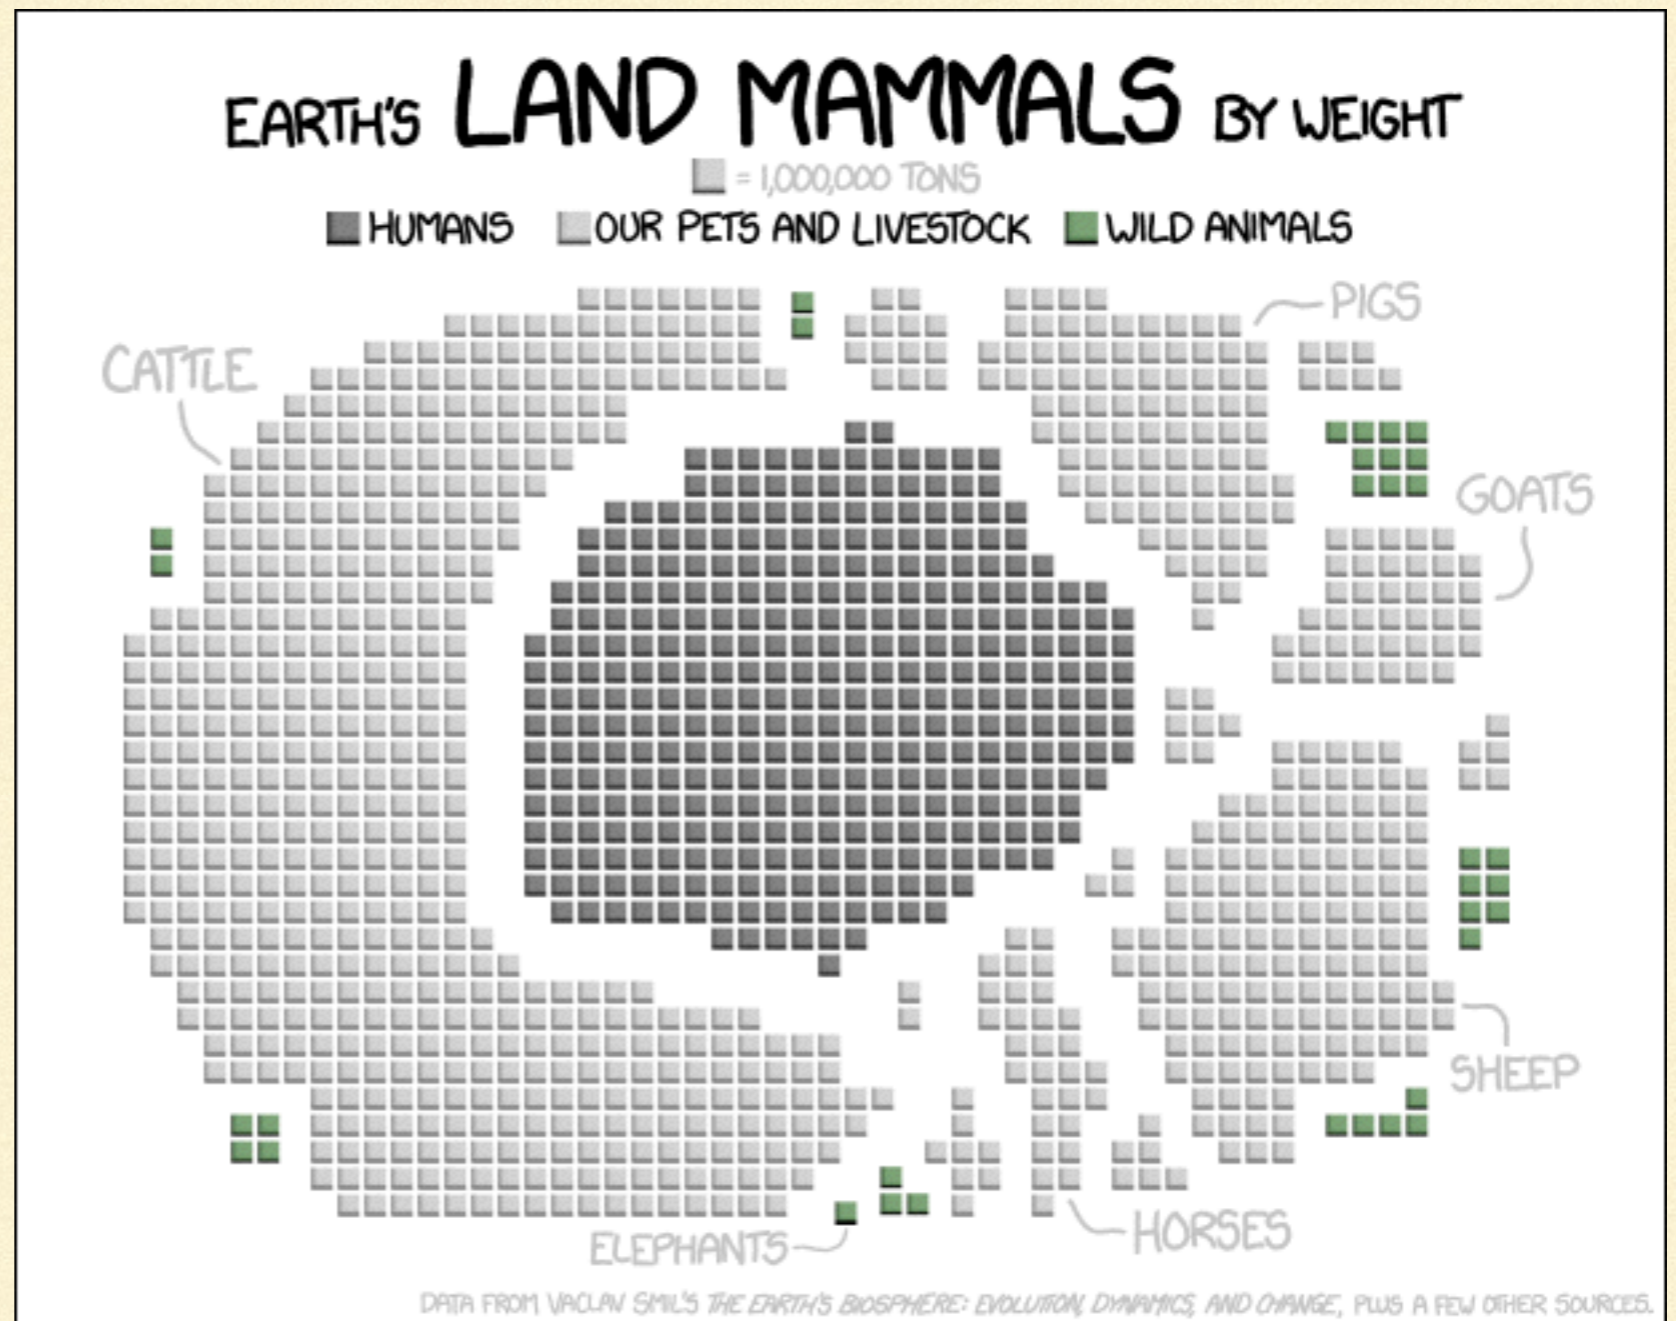 EARTH'S LAND MAMMALS BY WEIGHT
= 1,000,000 TONS
HUMANS OUR PETS AND LIVESTOCK WILD ANIMALS
PIGS
CATTLE
GOATS
SHEEP
HORSES
ELEPHANTS
DATA FROM VACLAV SMIL'S THE EARTH'S BIOSPHERE: EVOLUTION, DYNAMICS, AND CHANGE, PLUS A FEW OTHER SOURCES.